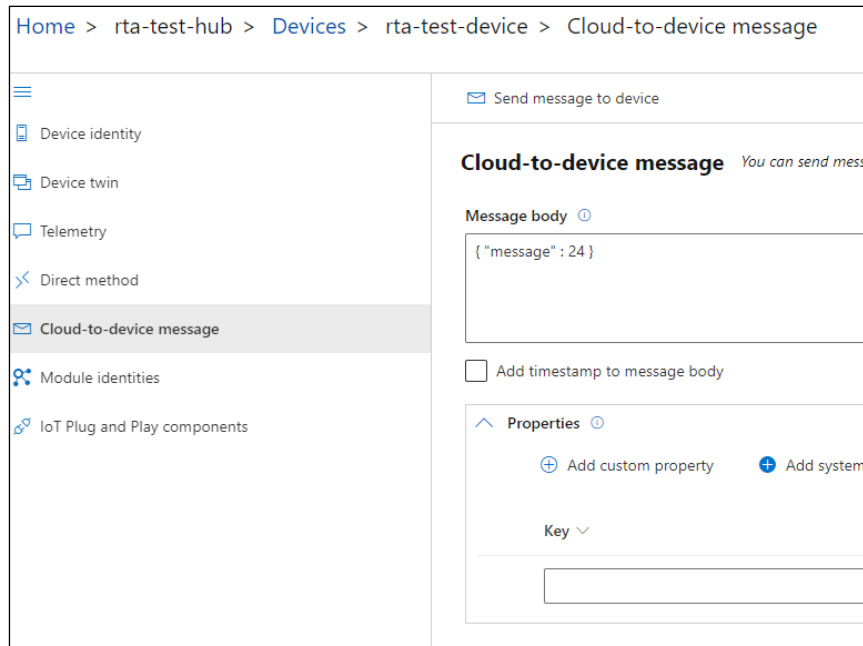 Home > rta-test-hub > Devices > rta-test-device > Cloud-to-device message
Device identity
Device twin
Telemetry
Direct method
Cloud-to-device message
Module identities
IoT Plug and Play components
Send message to device
Cloud-to-device message You can send mess
Message body
{ "message" : 24 }
Add timestamp to message body
Properties
Add custom property Add system
Key